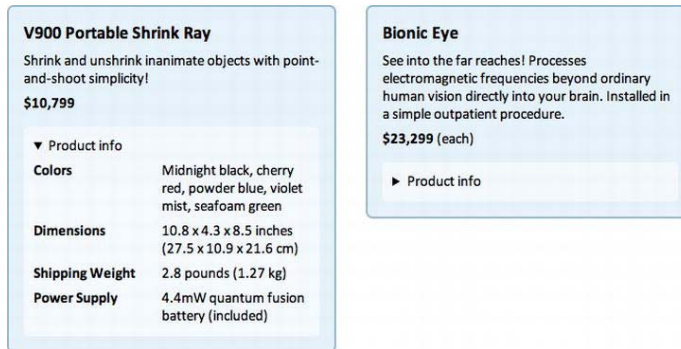 V900 Portable Shrink Ray
Shrink and unshrink inanimate objects with point-
and-shoot simplicity!
$10,799
▼ Product info
Colors Midnight black, cherry
red, powder blue, violet
mist, seafoam green
Dimensions 10.8 x 4.3 x 8.5 inches
(27.5 x 10.9 x 21.6 cm)
Shipping Weight 2.8 pounds (1.27 kg)
Power Supply 4.4mW quantum fusion
battery (included)
Bionic Eye
See into the far reaches! Processes
electromagnetic frequencies beyond ordinary
human vision directly into your brain. Installed in
a simple outpatient procedure.
$23,299 (each)
► Product info